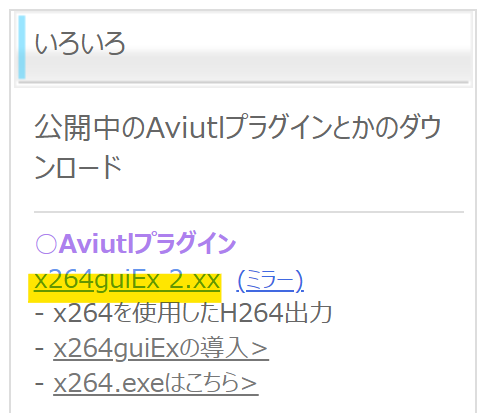 いろいろ
公開中のAviutlプラグインとかのダウ
ンロード
○Aviutlプラグイン
x264guiEx 2.xx (ミラー)
- x264を使用したH264出力
- x264guiExの導入>
- x264.exeはこちら>